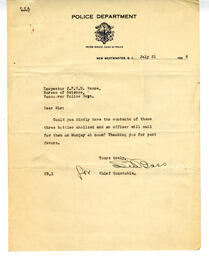 POLICE DEPARTMENT
NEW WESTMINSTER, B. C. July 21 193
Inspector J.F.C.B. Vance,
Bureau of Science,
Vancouver Police Dept.
Dear Sir:
Could you kindly have the contents of these
three bottles analized and an officer will call
for them on Monday at noon? Thanking you for past
favors.
Yours truly,
per
Chief Constable.